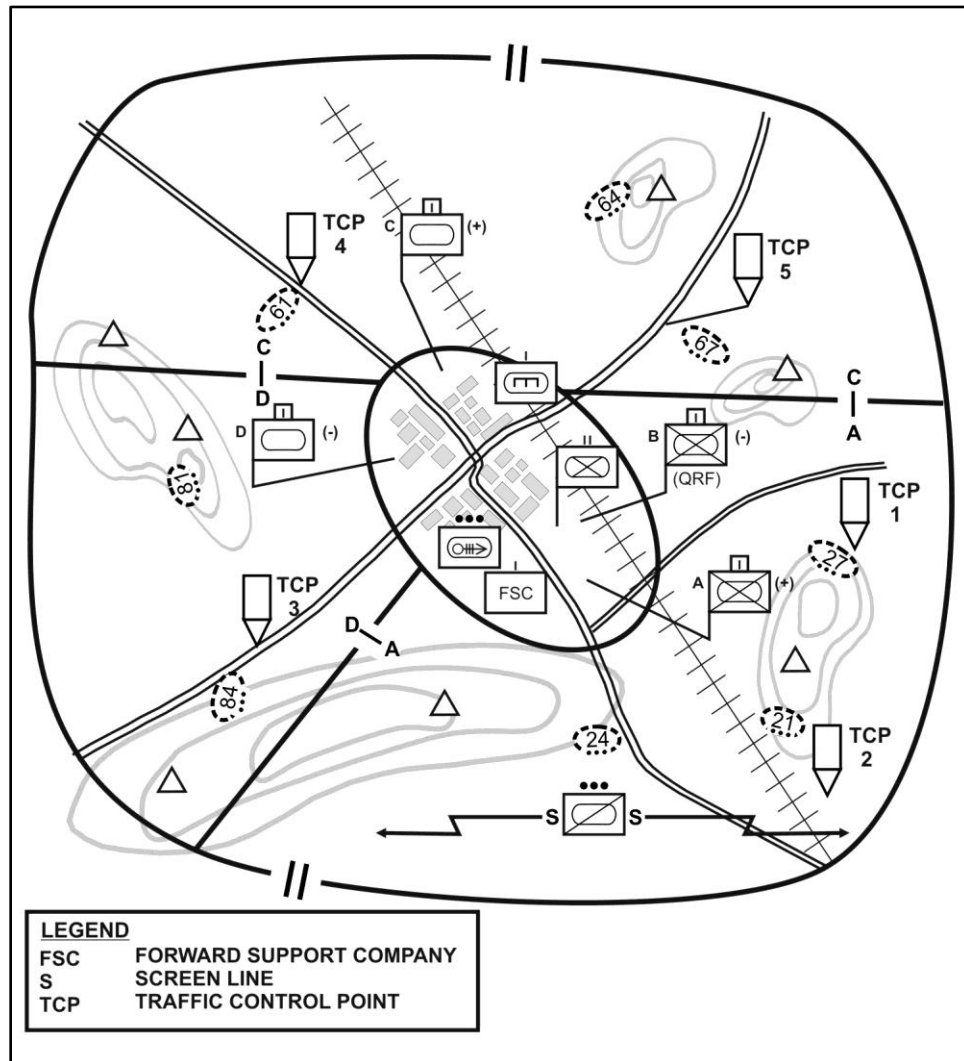 TCP
4
C
I
(+)
64
TCP
5
61
67
C
D
I
C
A
D
I
(-)
B
I
(-)
(QRF)
II
81
TCP
1
27
I
FSC
A
I
(+)
TCP
3
D
A
84
24
21
TCP
2
S
S
LEGEND
FSC FORWARD SUPPORT COMPANY
S SCREEN LINE
TCP TRAFFIC CONTROL POINT